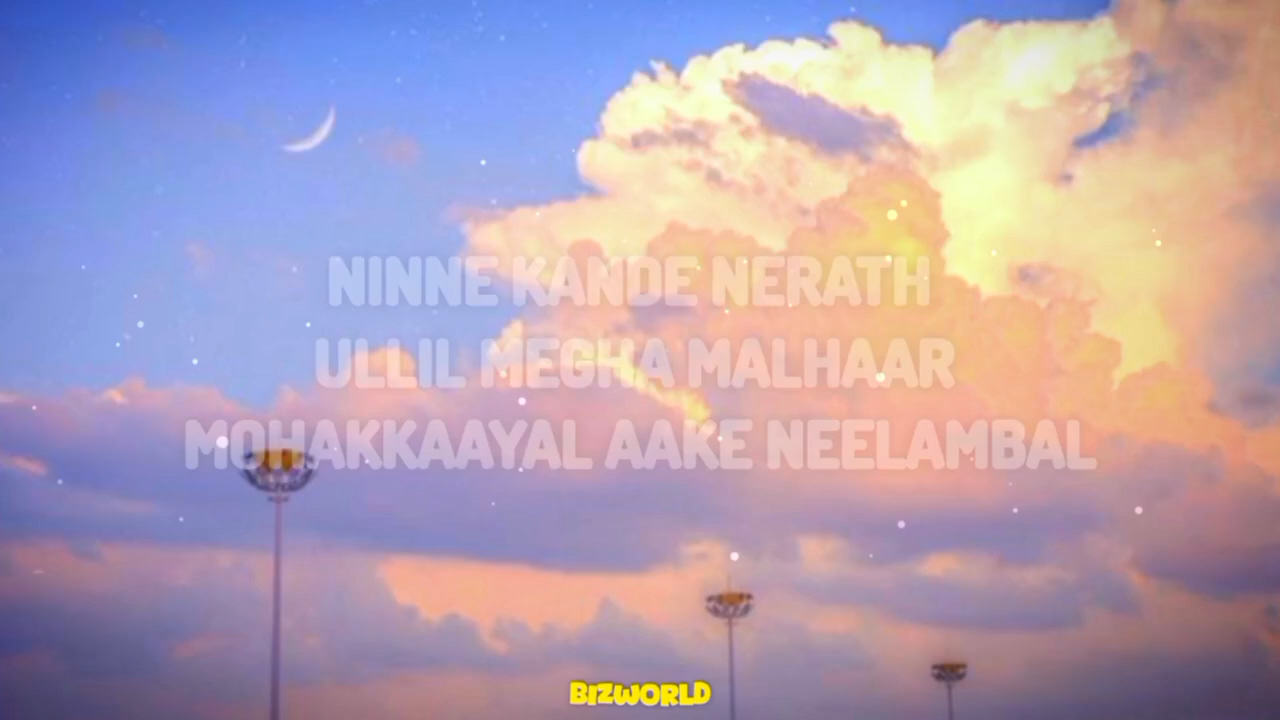 NINNE KANDE NERATH
ULLIL MEGHA MALHAAR
MOHAKKAAYAL AAKE NEELAMBAL
BIZWORLD